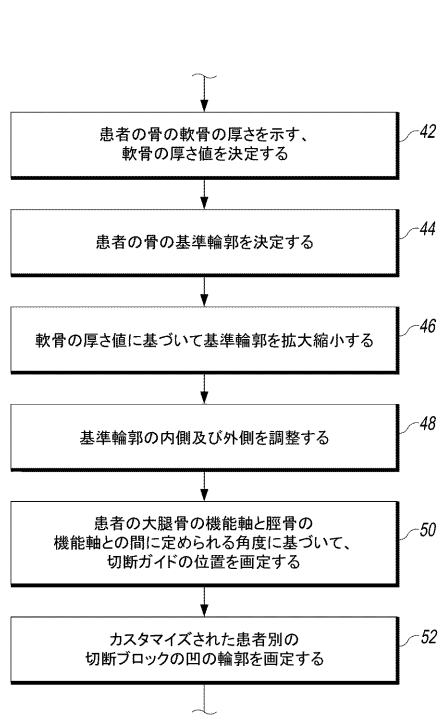 患者の骨の軟骨の厚さを示す、
軟骨の厚さ値を決定する
42
患者の骨の基準輪郭を決定する
44
軟骨の厚さ値に基づいて基準輪郭を拡大縮小する
46
基準輪郭の内側及び外側を調整する
48
患者の大腿骨の機能軸と脛骨の
機能軸との間に定められる角度に基づいて、
切断ガイドの位置を画定する
50
カスタマイズされた患者別の
切断ブロックの凹の輪郭を画定する
52